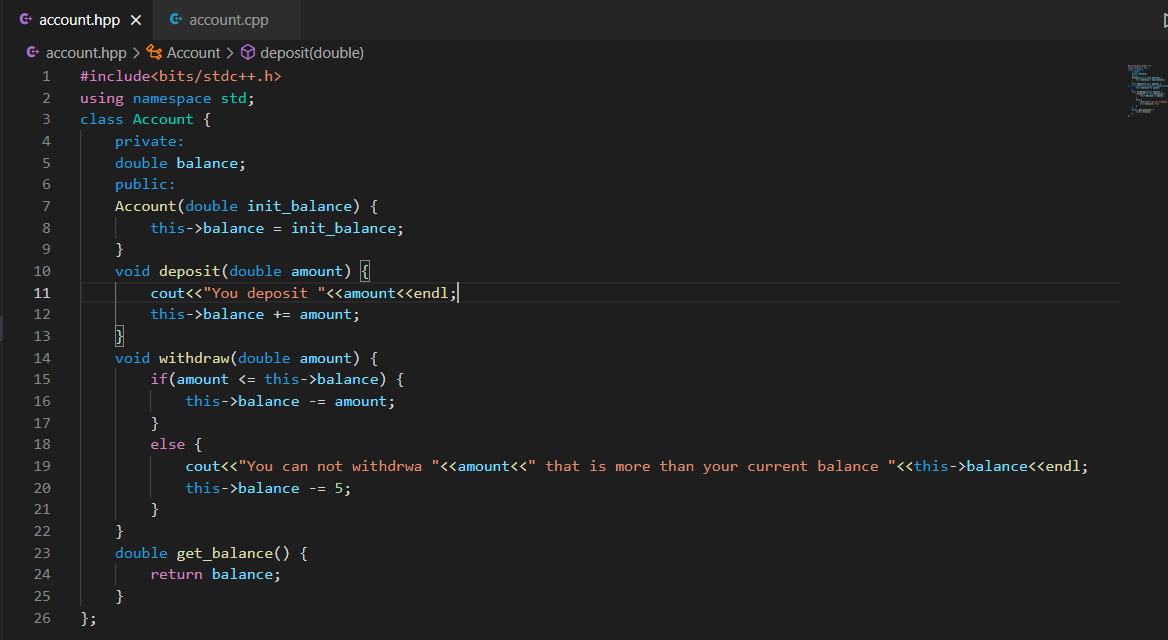 account.hpp account.cpp
account.hpp > Account > deposit(double)
1 #include<bits/stdc++.h>
2 using namespace std;
3 class Account {
4     private:
5     double balance;
6     public:
7     Account(double init_balance) {
8         this->balance = init_balance;
9     }
10     void deposit(double amount) {
11         cout<<"You deposit "<<amount<<endl;
12         this->balance += amount;
13     }
14     void withdraw(double amount) {
15         if(amount <= this->balance) {
16             this->balance -= amount;
17         }
18         else {
19             cout<<"You can not withdrwa "<<amount<<" that is more than your current balance "<<this->balance<<endl;
20             this->balance -= 5;
21         }
22     }
23     double get_balance() {
24         return balance;
25     }
26 };